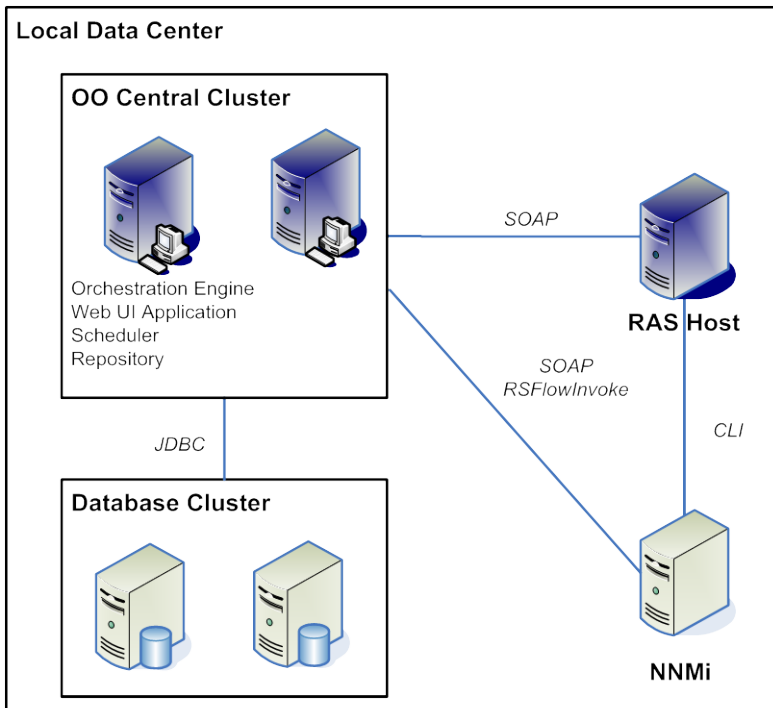 Local Data Center
OO Central Cluster
Orchestration Engine
Web UI Application
Scheduler
Repository
SOAP
RAS Host
SOAP
RSFlowInvoke
CLI
JDBC
Database Cluster
NNMi